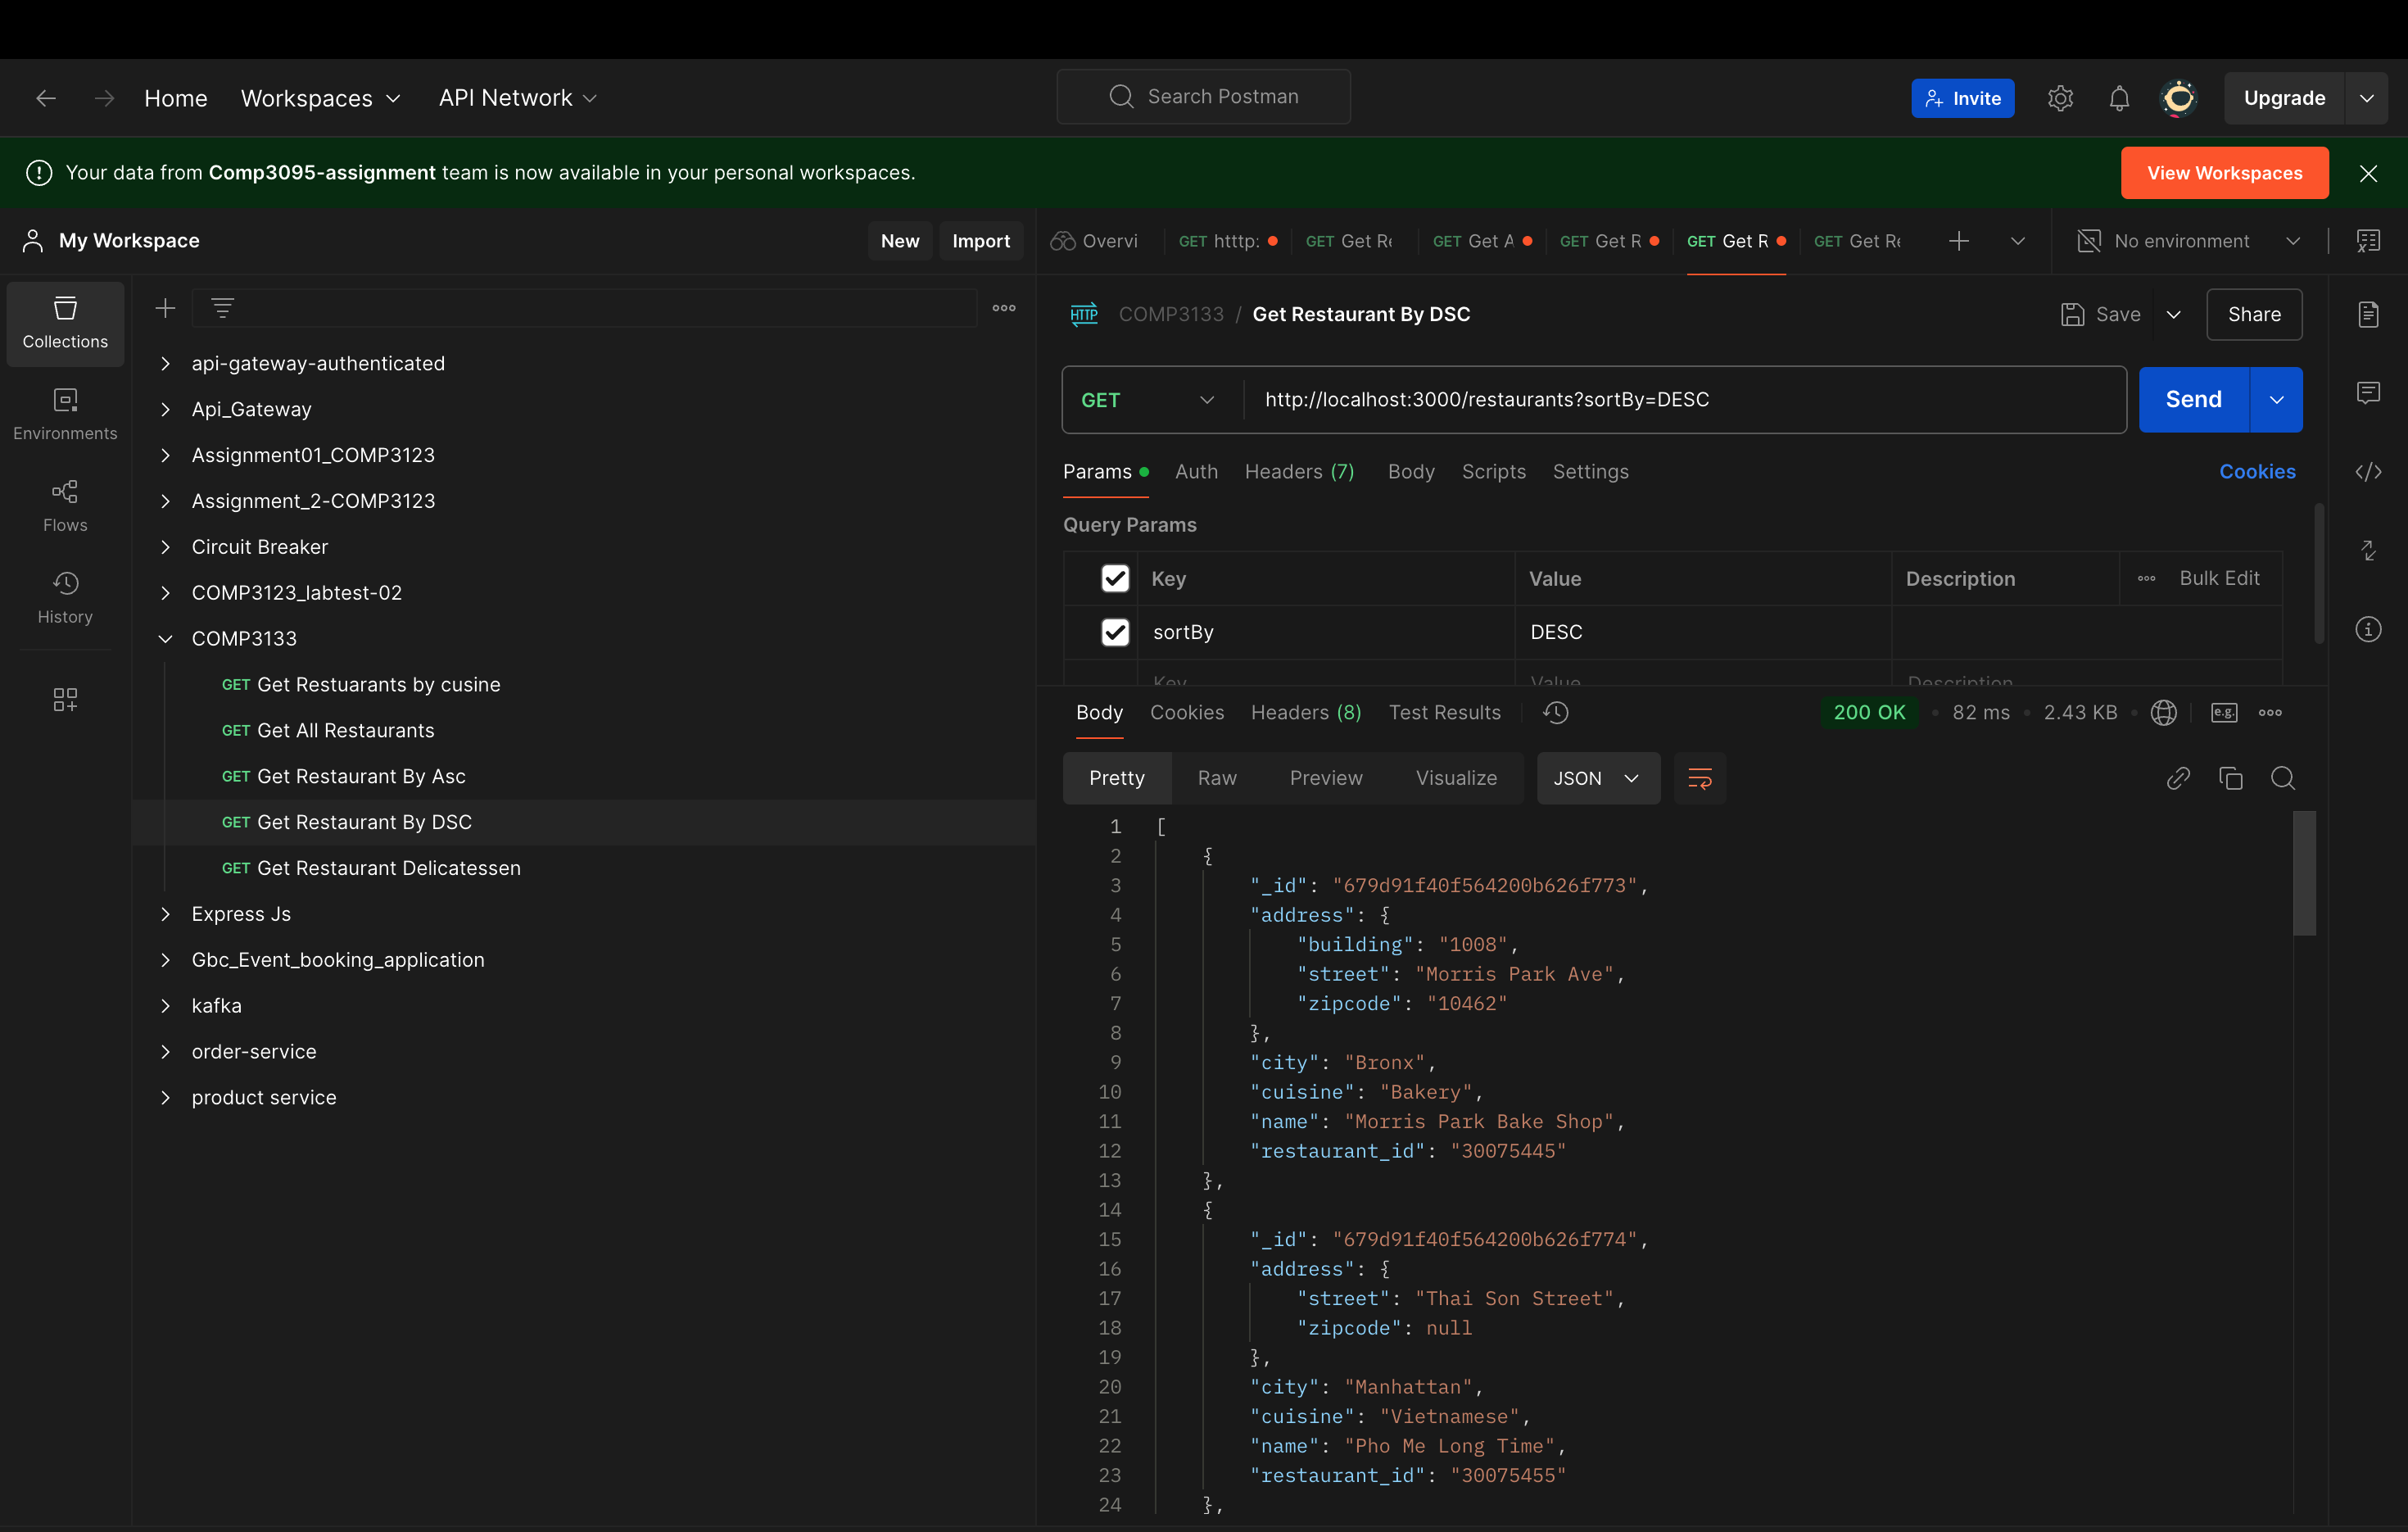 Home Workspaces API Network Search Postman Invite Upgrade
Your data from Comp3095-assignment team is now available in your personal workspaces. View Workspaces
My Workspace New Import
Overvi GET htttp: GET Get Re GET Get A GET Get R GET Get R GET Get Re No environment
Collections
Environments
Flows
History
api-gateway-authenticated
Api_Gateway
Assignment01_COMP3123
Assignment_2-COMP3123
Circuit Breaker
COMP3123_labtest-02
COMP3133
GET Get Restuarants by cusine
GET Get All Restaurants
GET Get Restaurant By Asc
GET Get Restaurant By DSC
GET Get Restaurant Delicatessen
Express Js
Gbc_Event_booking_application
kafka
order-service
product service
HTTP COMP3133 / Get Restaurant By DSC Save Share
GET http://localhost:3000/restaurants?sortBy=DESC Send
Params Auth Headers (7) Body Scripts Settings Cookies
Query Params
Key Value Description Bulk Edit
sortBy DESC
Key Value Description
Body Cookies Headers (8) Test Results 200 OK 82 ms 2.43 KB e.g.
Pretty Raw Preview Visualize JSON
1 [
2 {
3 "_id": "679d91f40f564200b626f773",
4 "address": {
5 "building": "1008",
6 "street": "Morris Park Ave",
7 "zipcode": "10462"
8 },
9 "city": "Bronx",
10 "cuisine": "Bakery",
11 "name": "Morris Park Bake Shop",
12 "restaurant_id": "30075445"
13 },
14 {
15 "_id": "679d91f40f564200b626f774",
16 "address": {
17 "street": "Thai Son Street",
18 "zipcode": null
19 },
20 "city": "Manhattan",
21 "cuisine": "Vietnamese",
22 "name": "Pho Me Long Time",
23 "restaurant_id": "30075455"
24 },